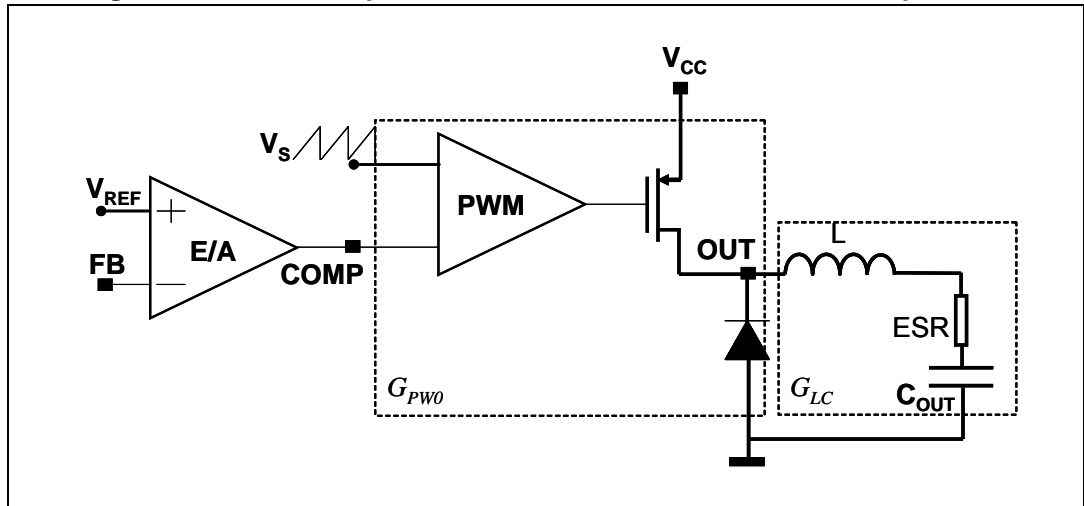 V_CC
V_S
V_REF
+
E/A
FB
−
COMP
PWM
OUT
L
ESR
C_OUT
G_PW0
G_LC